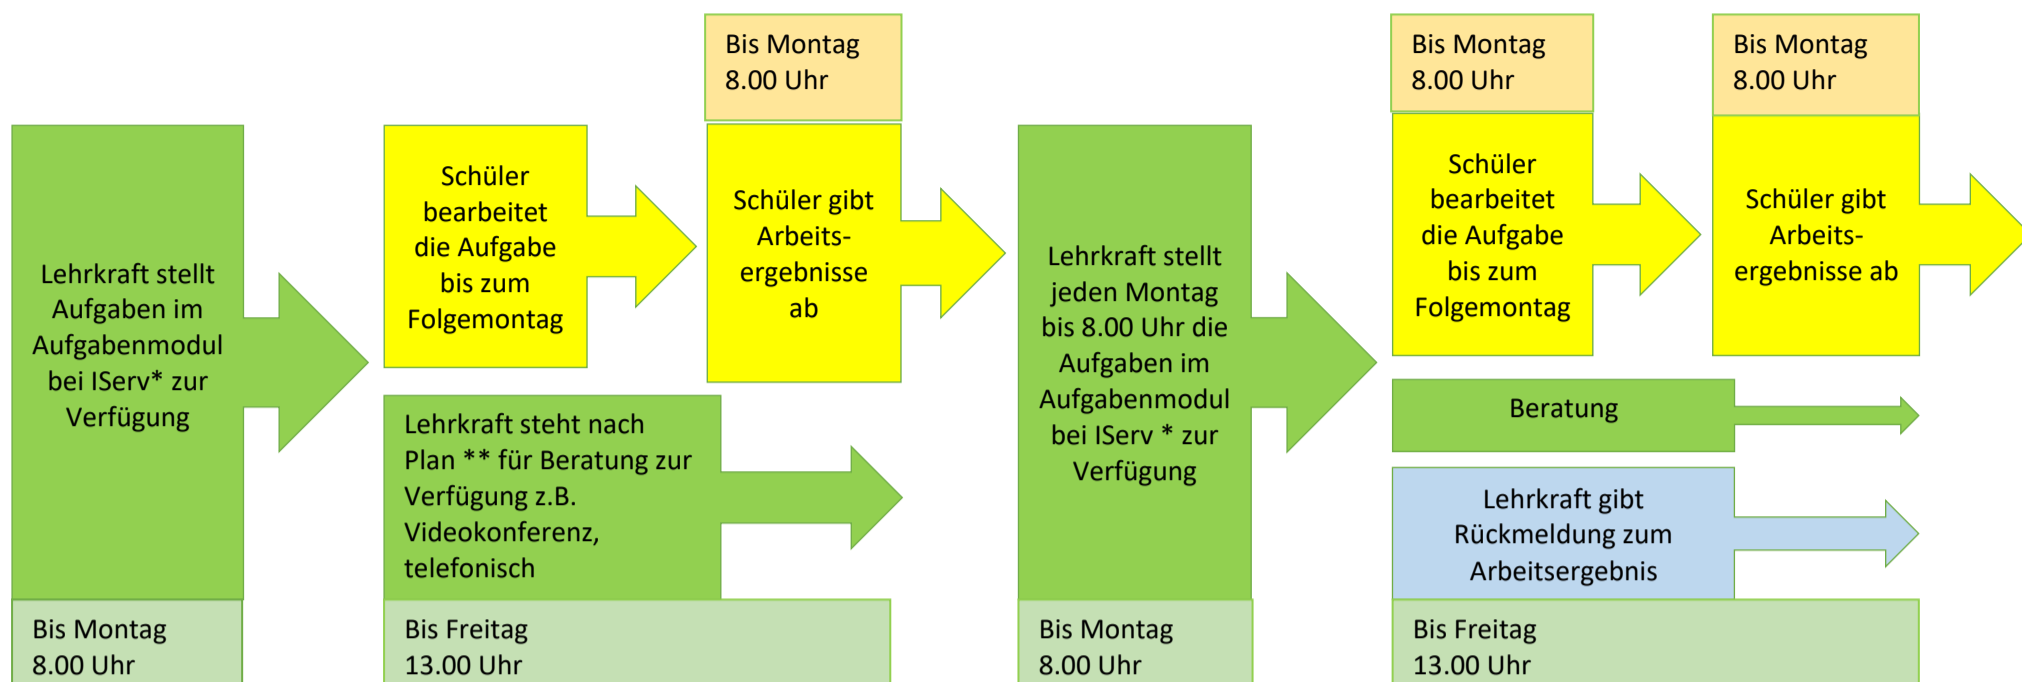 Lehrkraft stellt
Aufgaben im
Aufgabenmodul
bei IServ* zur
Verfügung
Bis Montag
8.00 Uhr
Schüler
bearbeitet
die Aufgabe
bis zum
Folgemontag
Bis Montag
8.00 Uhr
Schüler gibt
Arbeits-
ergebnisse
ab
Lehrkraft steht nach
Plan ** für Beratung zur
Verfügung z.B.
Videokonferenz,
telefonisch
Bis Freitag
13.00 Uhr
Lehrkraft stellt
jeden Montag
bis 8.00 Uhr die
Aufgaben im
Aufgabenmodul
bei IServ * zur
Verfügung
Bis Montag
8.00 Uhr
Bis Montag
8.00 Uhr
Schüler
bearbeitet
die Aufgabe
bis zum
Folgemontag
Bis Montag
8.00 Uhr
Schüler gibt
Arbeits-
ergebnisse ab
Beratung
Lehrkraft gibt
Rückmeldung zum
Arbeitsergebnis
Bis Freitag
13.00 Uhr